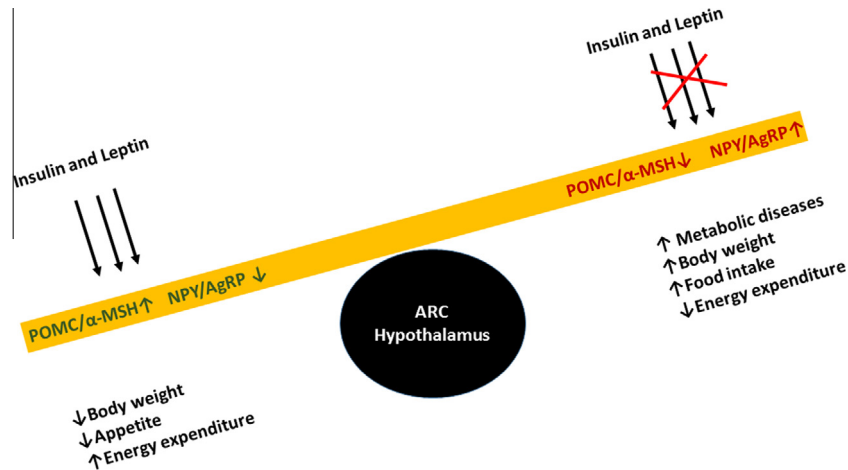 Insulin and Leptin
POMC/α-MSH↑ NPY/AgRP ↓
↓Body weight
↓Appetite
↑Energy expenditure
ARC
Hypothalamus
Insulin and Leptin
POMC/α-MSH↓ NPY/AgRP↑
↑ Metabolic diseases
↑Body weight
↑Food intake
↓Energy expenditure